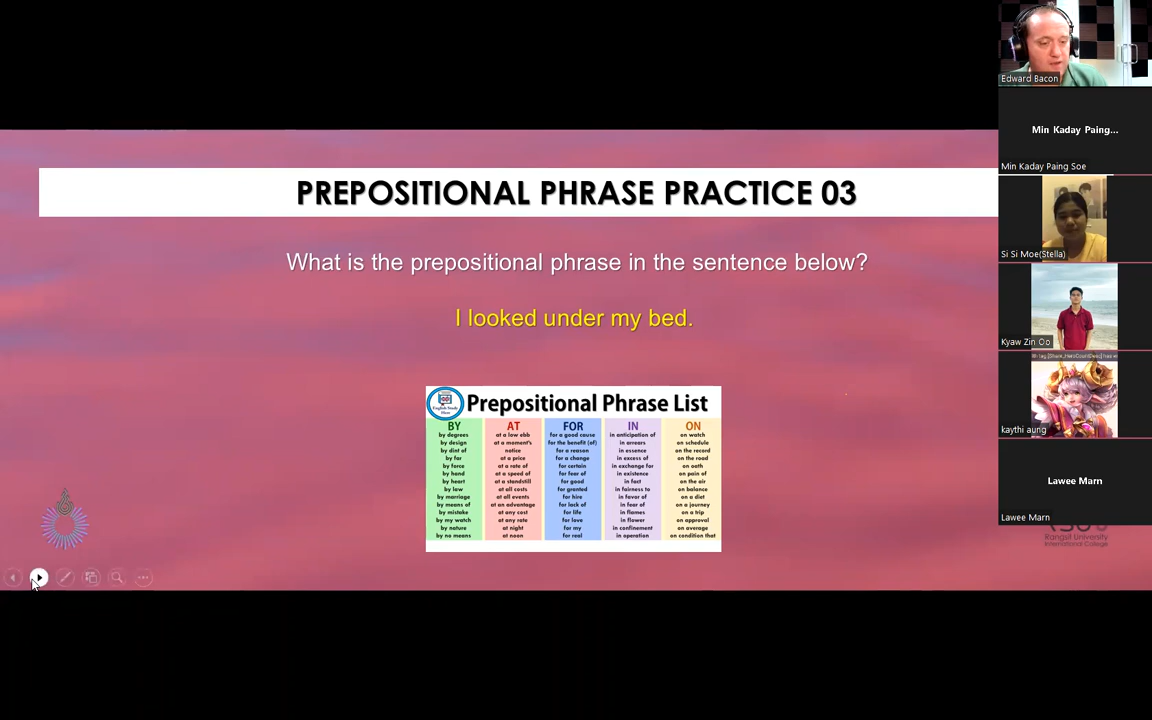 PREPOSITIONAL PHRASE PRACTICE 03
What is the prepositional phrase in the sentence below?
I looked under my bed.
English Study Here
Prepositional Phrase List
BY
by degrees
by design
by dint of
by far
by force
by hand
by heart
by law
by marriage
by means of
by mistake
by my watch
by nature
by no means
AT
at a low ebb
at a moment's
notice
at a price
at a rate of
at a speed of
at a standstill
at all costs
at all events
at an advantage
at any cost
at any rate
at night
at noon
FOR
for a good cause
for the benefit (of)
for a reason
for a change
for certain
for fear of
for good
for granted
for hire
for lack of
for life
for love
for my
for real
IN
in anticipation of
in arrears
in essence
in excess of
in exchange for
in existence
in fact
in fairness to
in favor of
in fear of
in flames
in flower
in confinement
in operation
ON
on watch
on schedule
on the record
on the road
on oath
on pain of
on the air
on balance
on a diet
on a journey
on a trip
on approval
on average
on condition that
Edward Bacon
Min Kaday Paing...
Min Kaday Paing Soe
Si Si Moe(Stella)
Kyaw Zin Oo
kaythi aung
Lawee Marn
Lawee Marn
Rangsit University
International College